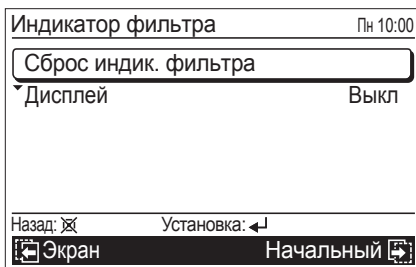 Индикатор фильтра Пн 10:00
Сброс индик. фильтра
Дисплей Выкл
Назад: Установка:
Экран Начальный